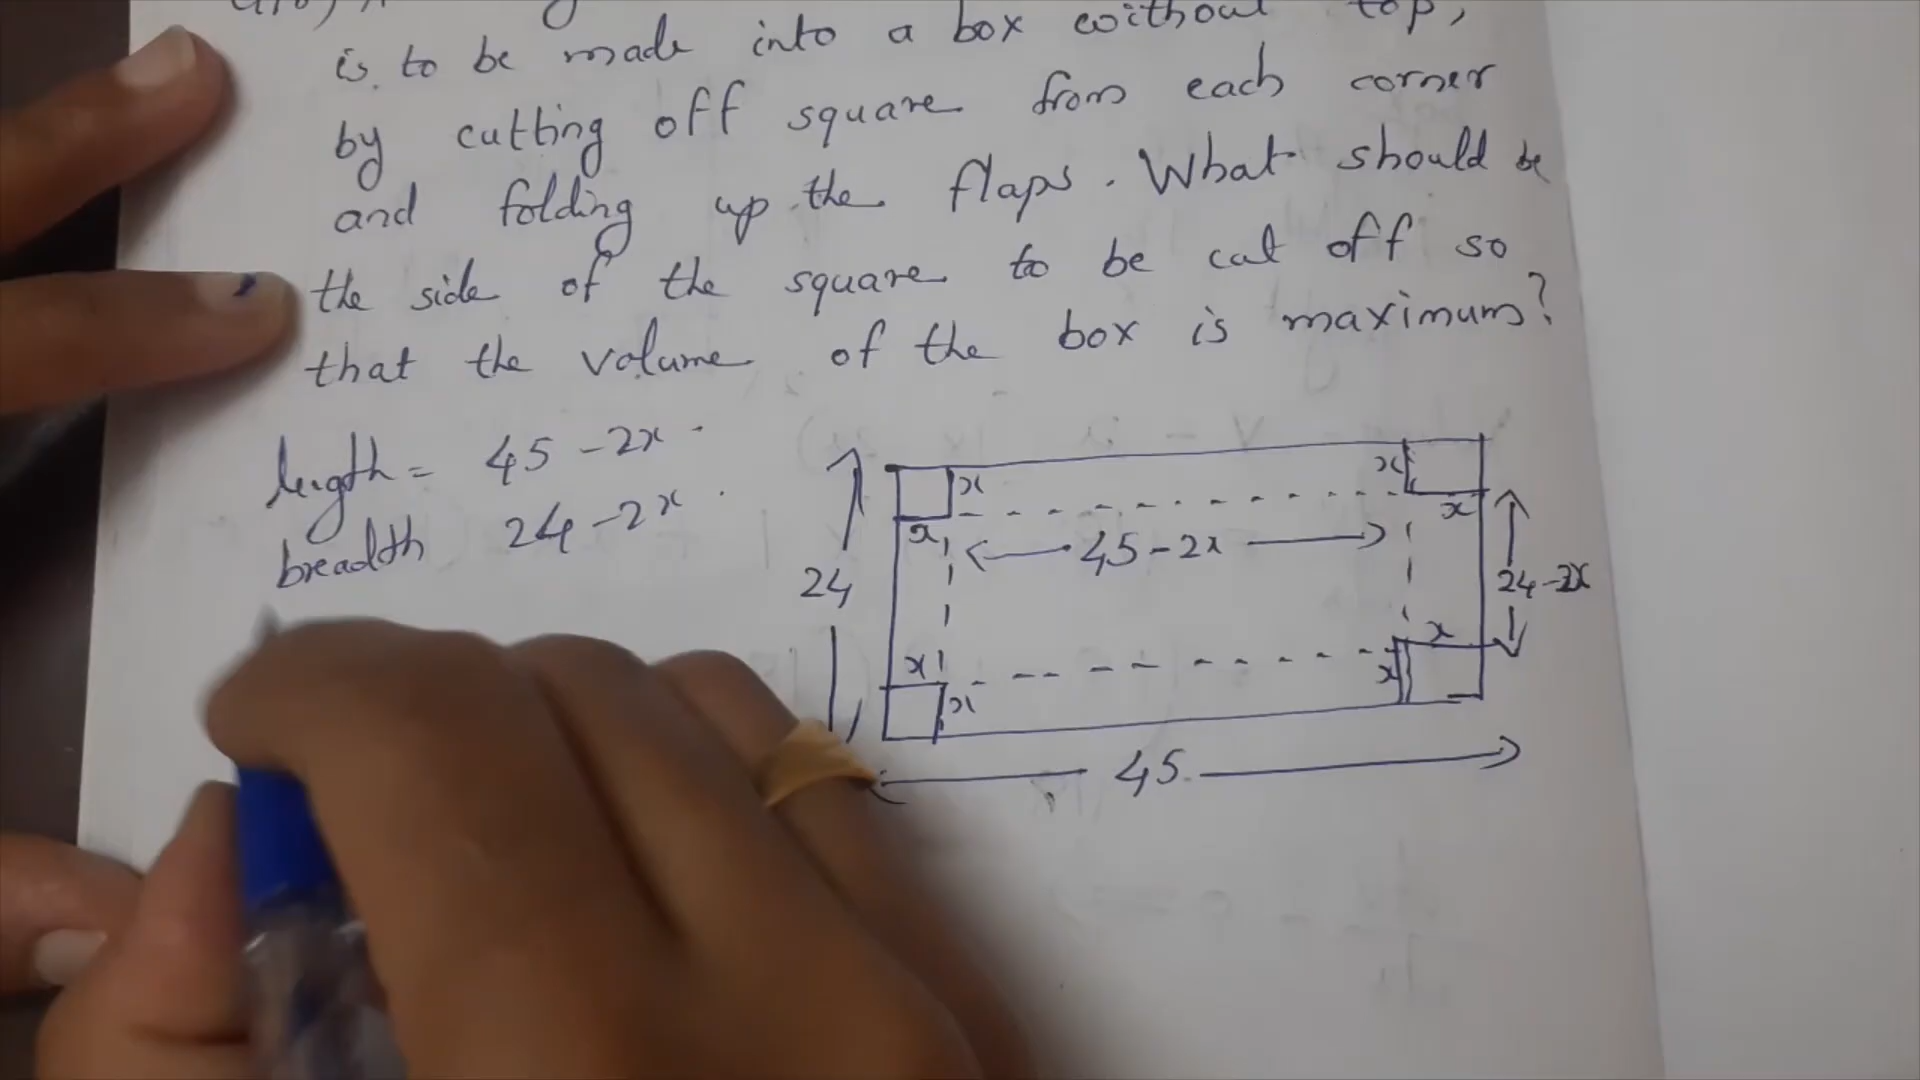 is to be made into a box without top,
by cutting off square from each corner
and folding up the flaps. What should be
the side of the square to be cut off so
that the volume of the box is maximum?
length = 45 - 2x
breadth 24 - 2x
x
x
x
x
45 - 2x
24
24 - 2x
x
x
x
x
45